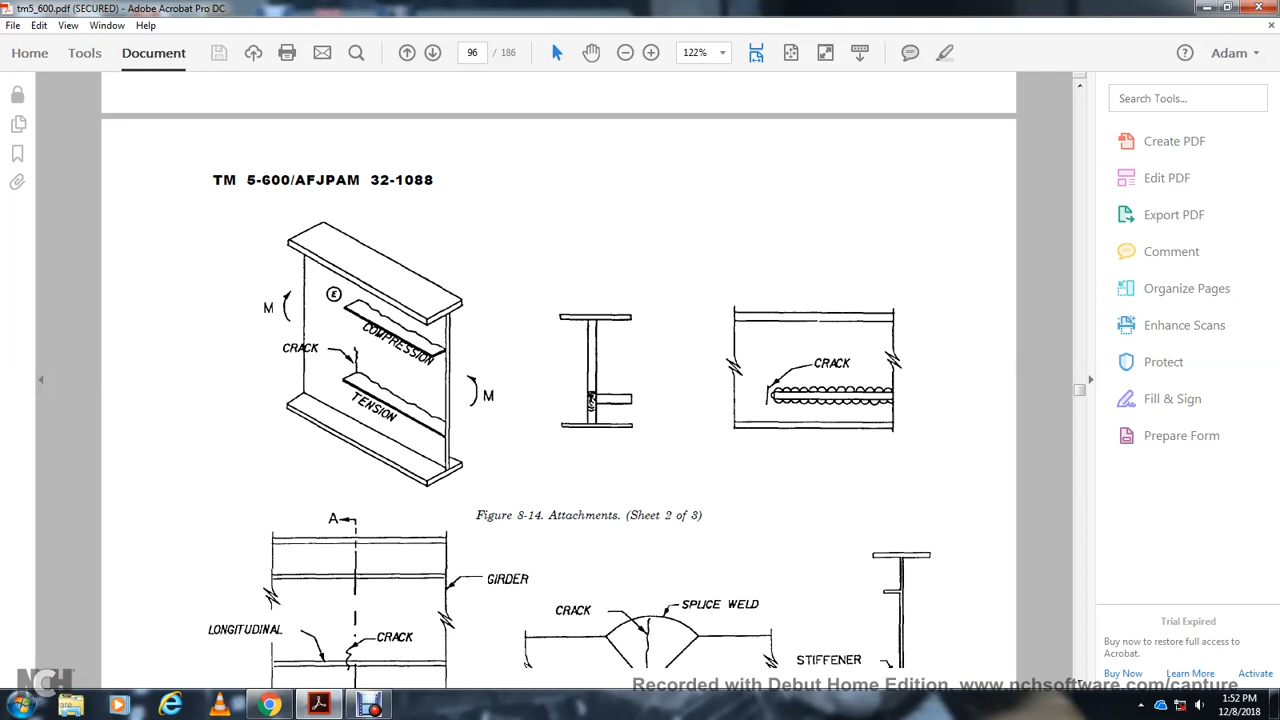 tm5_600.pdf (SECURED) - Adobe Acrobat Pro DC
File Edit View Window Help
Home Tools Document 96 / 186 122% Adam
Search Tools...
Create PDF
Edit PDF
Export PDF
Comment
Organize Pages
Enhance Scans
Protect
Fill & Sign
Prepare Form
TM 5-600/AFJPAM 32-1088
E
M
COMPRESSION
CRACK
TENSION
M
CRACK
Figure 8-14. Attachments. (Sheet 2 of 3)
A
GIRDER
LONGITUDINAL
CRACK
CRACK
SPLICE WELD
STIFFENER
Trial Expired
Buy now to restore full access to
Acrobat.
Buy Now Learn More Activate
NCH
Recorded with Debut Home Edition. www.nchsoftware.com/capture
1:52 PM
12/8/2018